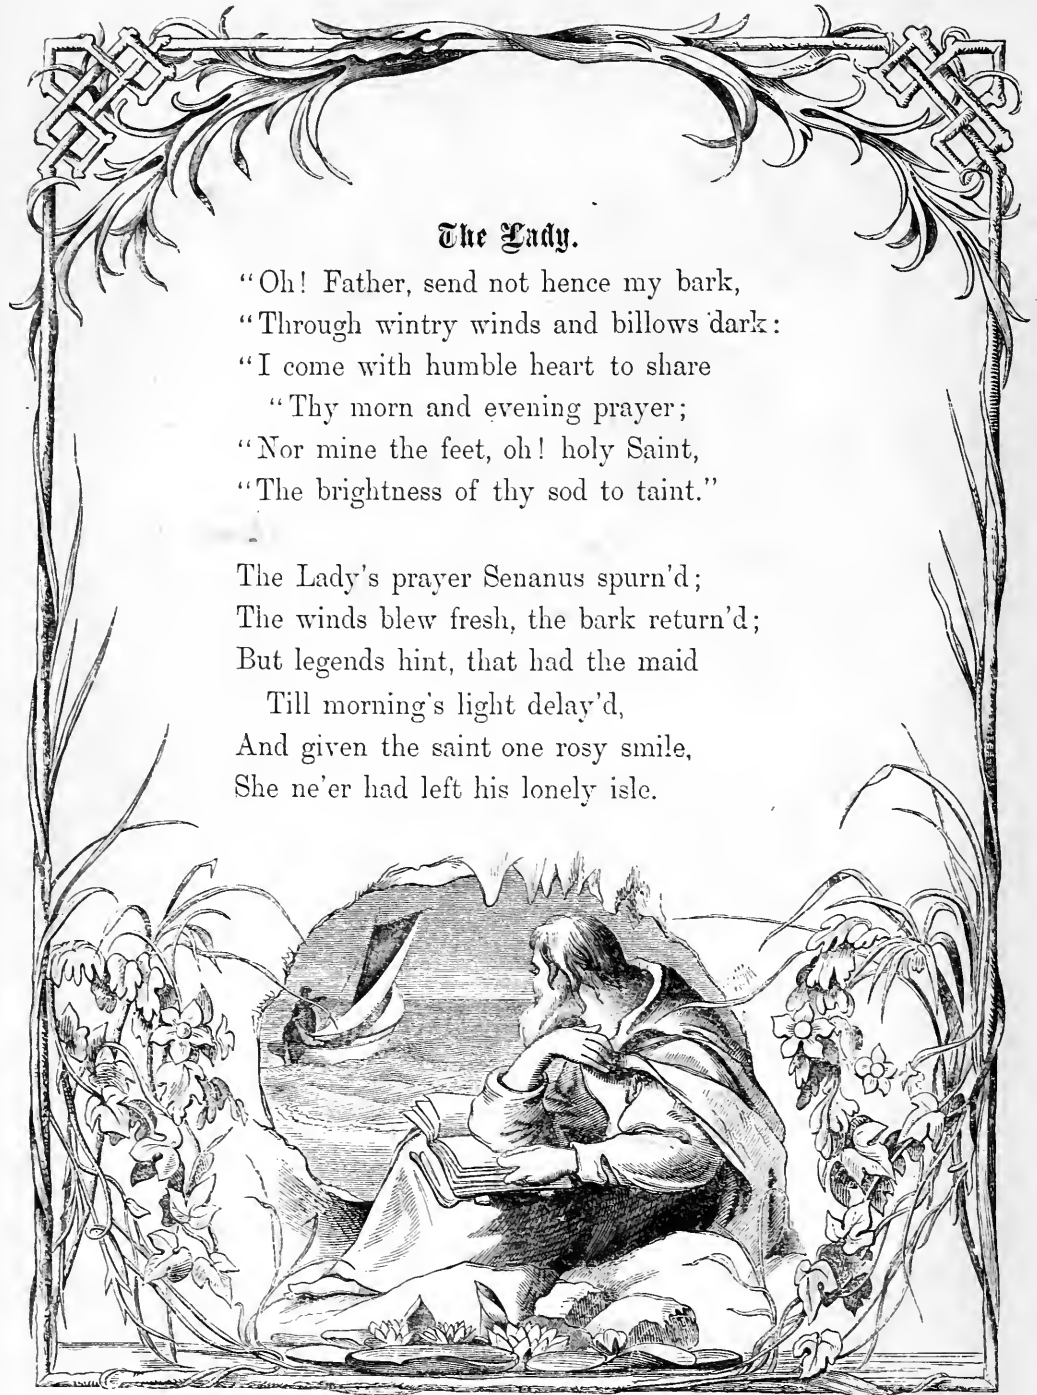 The Lady.
“Oh! Father, send not hence my bark,
“Through wintry winds and billows dark:
“I come with humble heart to share
“Thy morn and evening prayer;
“Nor mine the feet, oh! holy Saint,
“The brightness of thy sod to taint.”
The Lady’s prayer Senanus spurn’d;
The winds blew fresh, the bark return’d;
But legends hint, that had the maid
Till morning’s light delay’d,
And given the saint one rosy smile,
She ne’er had left his lonely isle.